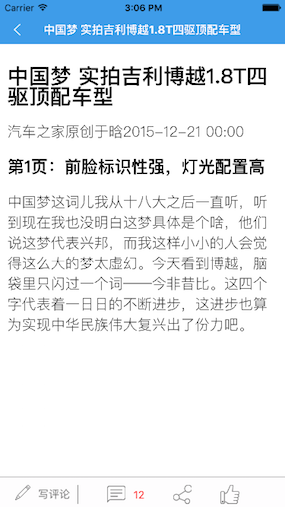 Carrier 3:06 PM
中国梦 实拍吉利博越1.8T四驱顶配车型
中国梦 实拍吉利博越1.8T四
驱顶配车型
汽车之家原创于晗2015-12-21 00:00
第1页：前脸标识性强，灯光配置高
中国梦这词儿我从十八大之后一直听，听
到现在我也没明白这梦具体是个啥，他们
说这梦代表兴邦，而我这样小小的人会觉
得这么大的梦太虚幻。今天看到博越，脑
袋里只闪过一个词——今非昔比。这四个
字代表着一日日的不断进步，这进步也算
为实现中华民族伟大复兴出了份力吧。
写评论 12